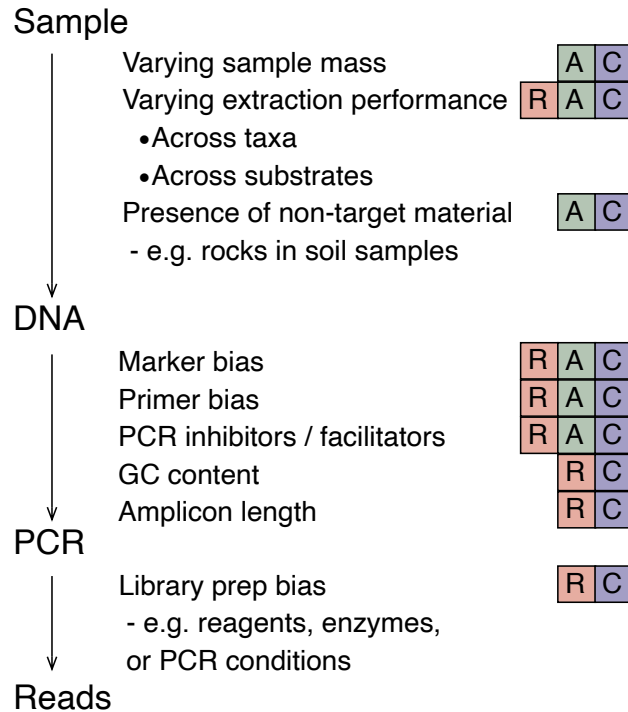 Sample
Varying sample mass A C
Varying extraction performance R A C
•Across taxa
•Across substrates
Presence of non-target material A C
- e.g. rocks in soil samples
DNA
Marker bias R A C
Primer bias R A C
PCR inhibitors / facilitators R A C
GC content R C
Amplicon length R C
PCR
Library prep bias R C
- e.g. reagents, enzymes,
or PCR conditions
Reads